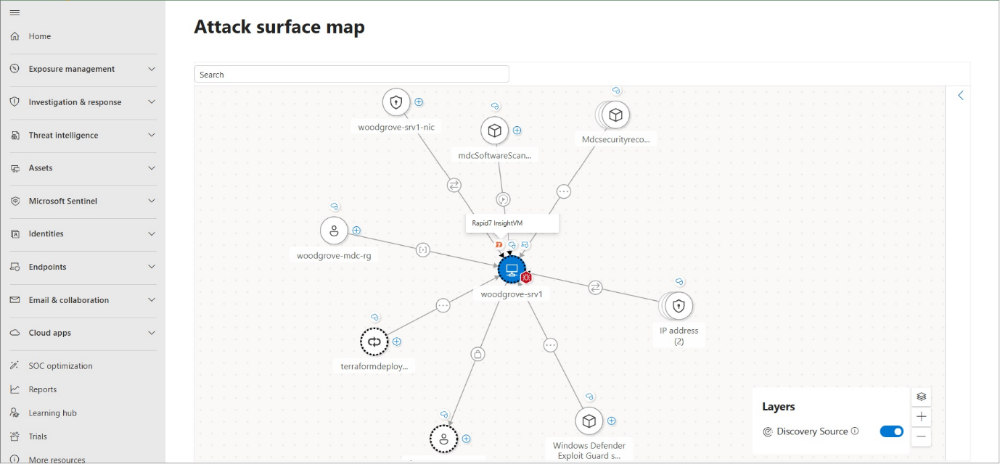 Home
Exposure management
Investigation & response
Threat intelligence
Assets
Microsoft Sentinel
Identities
Endpoints
Email & collaboration
Cloud apps
SOC optimization
Reports
Learning hub
Trials
More resources
Attack surface map
Search
woodgrove-srv1-nic
mdcSoftwareScan...
Mdcsecurityreco...
Rapid7 InsightVM
woodgrove-mdc-rg
woodgrove-srv1
IP address
(2)
terraformdeploy...
Windows Defender
Exploit Guard s...
Layers
Discovery Source